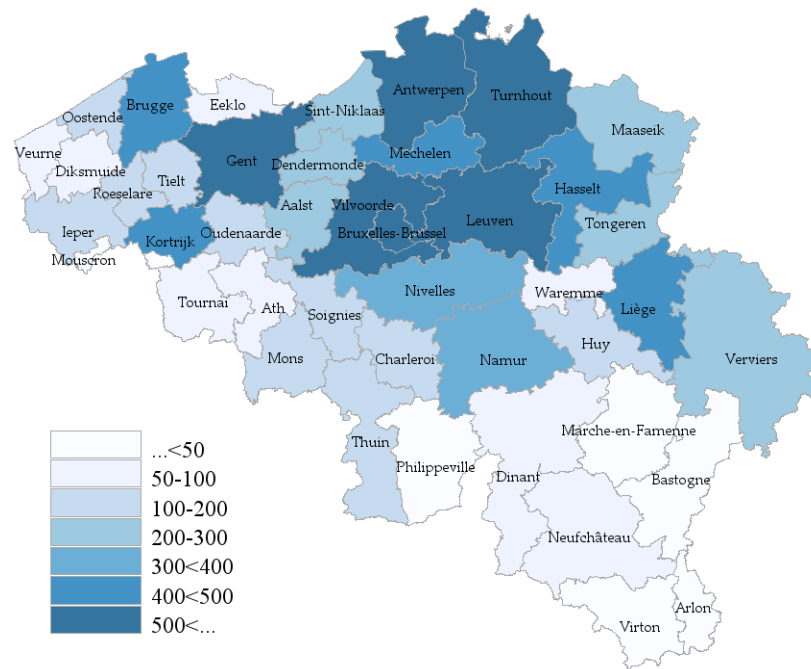 Antwerpen
Turnhout
Brugge
Eeklo
Sint-Niklaas
Oostende
Maaseik
Veurne
Mechelen
Gent
Dendermonde
Diksmuide
Tielt
Hasselt
Roeselare
Aalst
Vilvoorde
Leuven
Tongeren
Ieper
Kortrijk
Oudenaarde
Bruxelles-Brussel
Mouscron
Nivelles
Waremme
Tournai
Ath
Soignies
Liège
Huy
Mons
Charleroi
Namur
Verviers
Marche-en-Famenne
Thuin
Philippeville
Dinant
Bastogne
Neufchâteau
Virton
Arlon
...<50
50-100
100-200
200-300
300<400
400<500
500<...